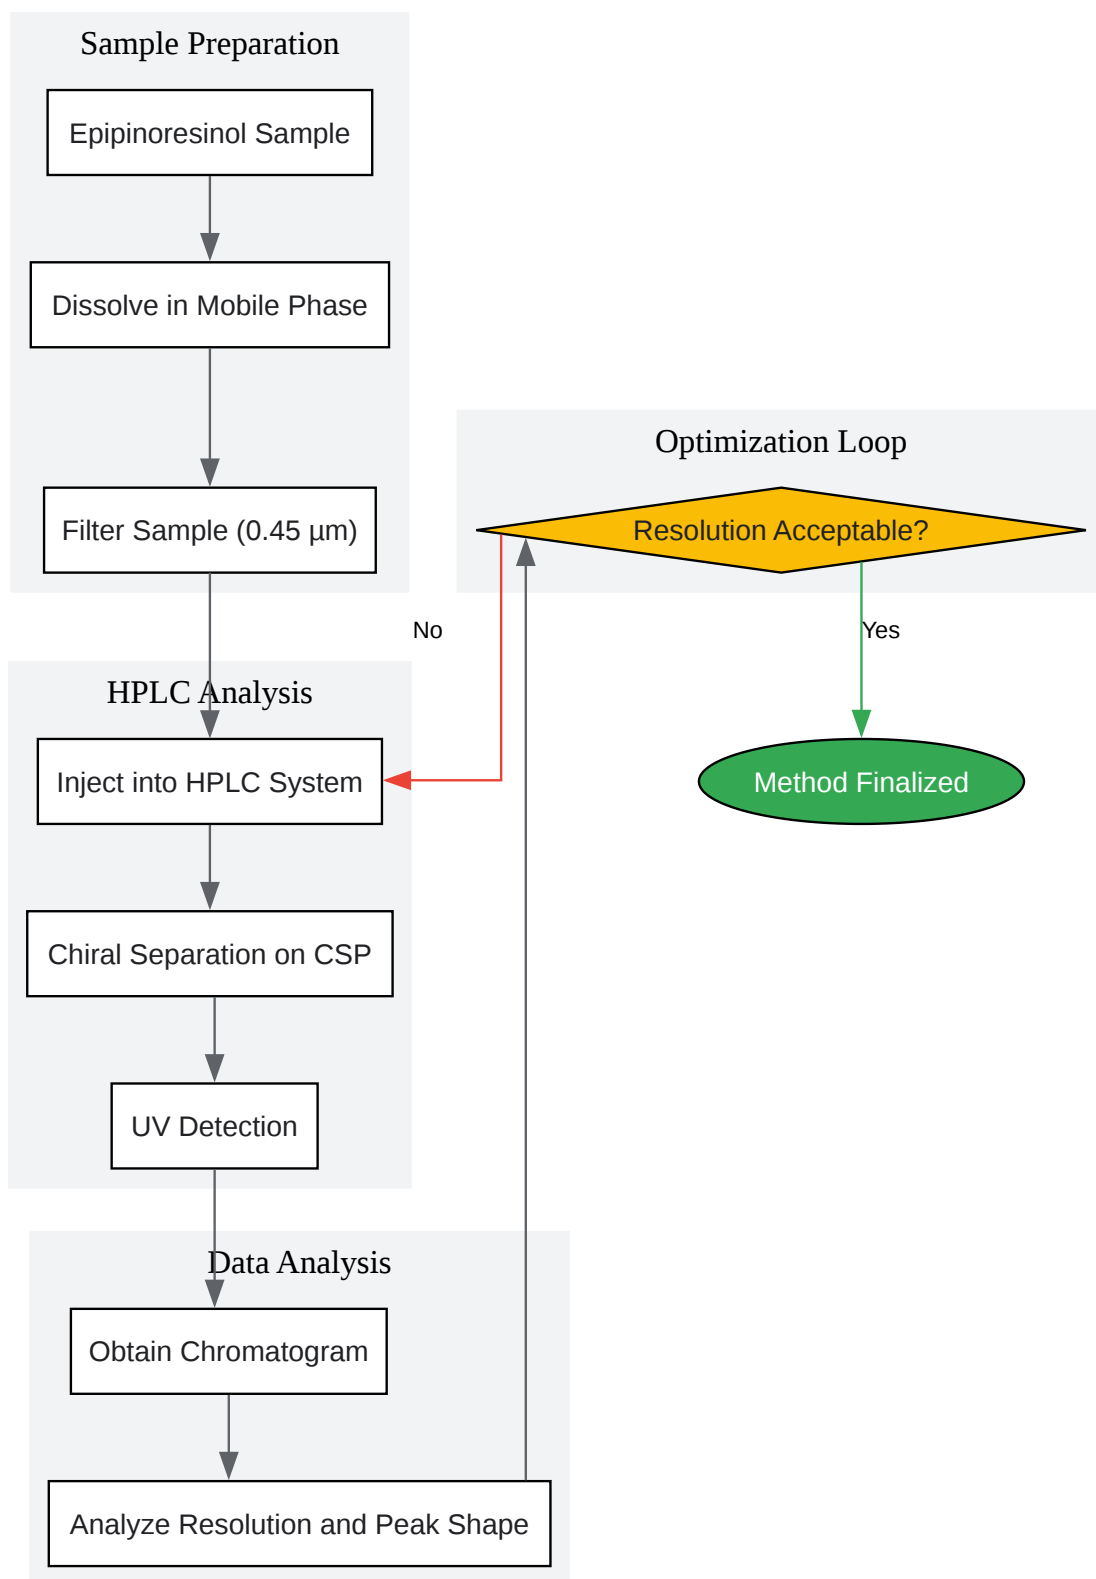 Sample Preparation
Epipinoresinol Sample
Dissolve in Mobile Phase
Filter Sample (0.45 µm)
Optimization Loop
Resolution Acceptable?
No
Yes
HPLC Analysis
Inject into HPLC System
Method Finalized
Chiral Separation on CSP
UV Detection
Data Analysis
Obtain Chromatogram
Analyze Resolution and Peak Shape